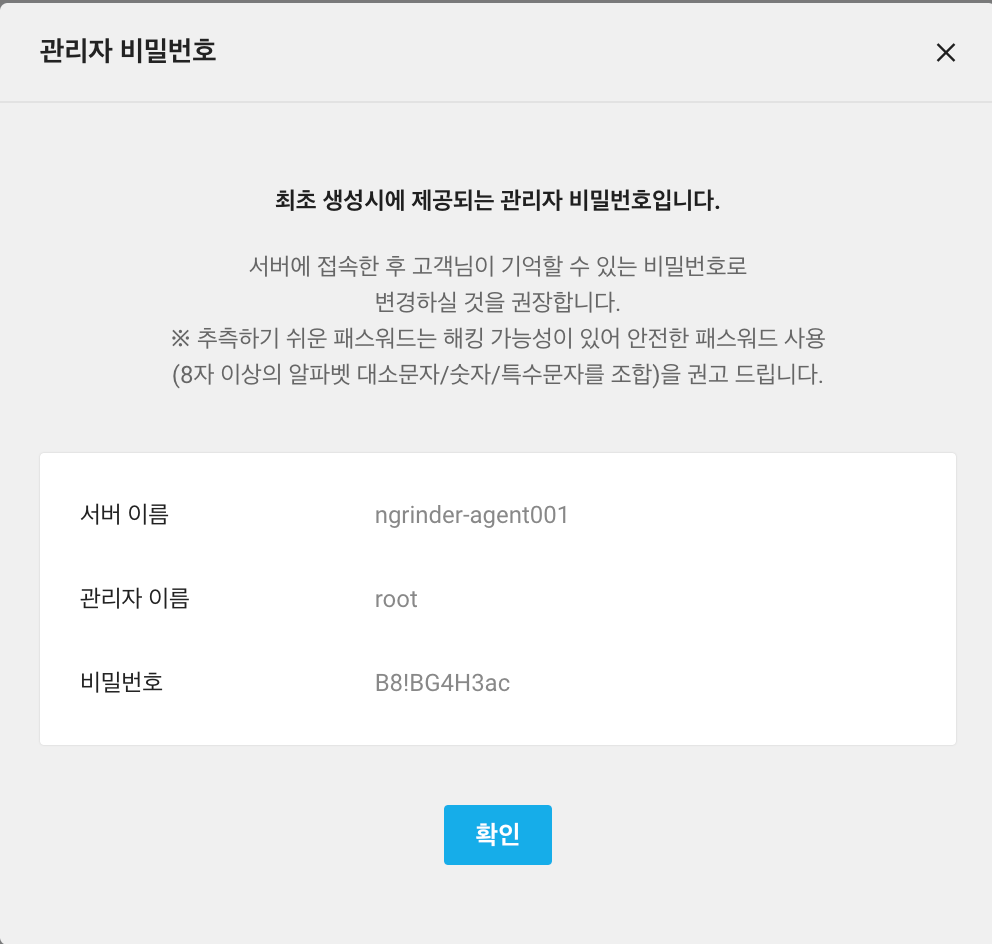 관리자 비밀번호
최초 생성시에 제공되는 관리자 비밀번호입니다.
서버에 접속한 후 고객님이 기억할 수 있는 비밀번호로
변경하실 것을 권장합니다.
※ 추측하기 쉬운 패스워드는 해킹 가능성이 있어 안전한 패스워드 사용
(8자 이상의 알파벳 대소문자/숫자/특수문자를 조합)을 권고 드립니다.
서버 이름 ngrinder-agent001
관리자 이름 root
비밀번호 B8!BG4H3ac
확인